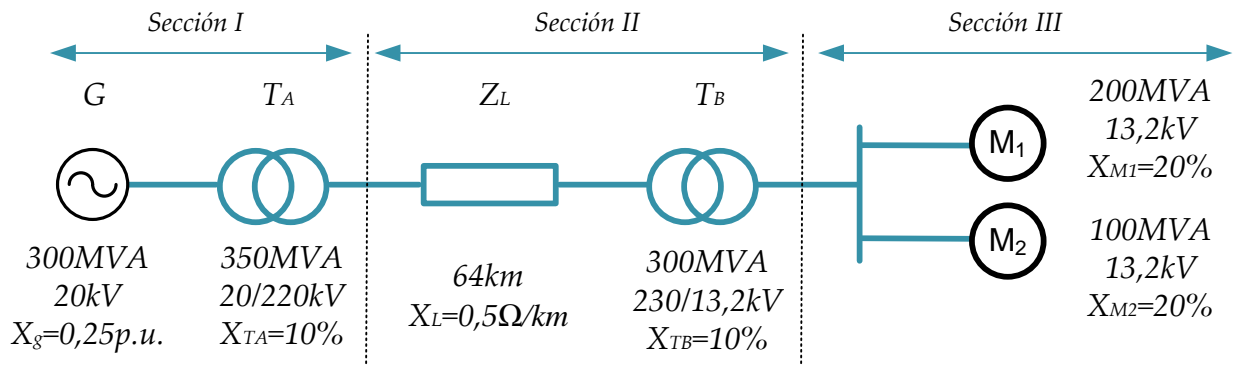 Sección I
Sección II
Sección III
G
TA
ZL
TB
300MVA
20kV
Xg=0,25p.u.
350MVA
20/220kV
XTA=10%
64km
XL=0,5Ω/km
300MVA
230/13,2kV
XTB=10%
M1
200MVA
13,2kV
XM1=20%
M2
100MVA
13,2kV
XM2=20%